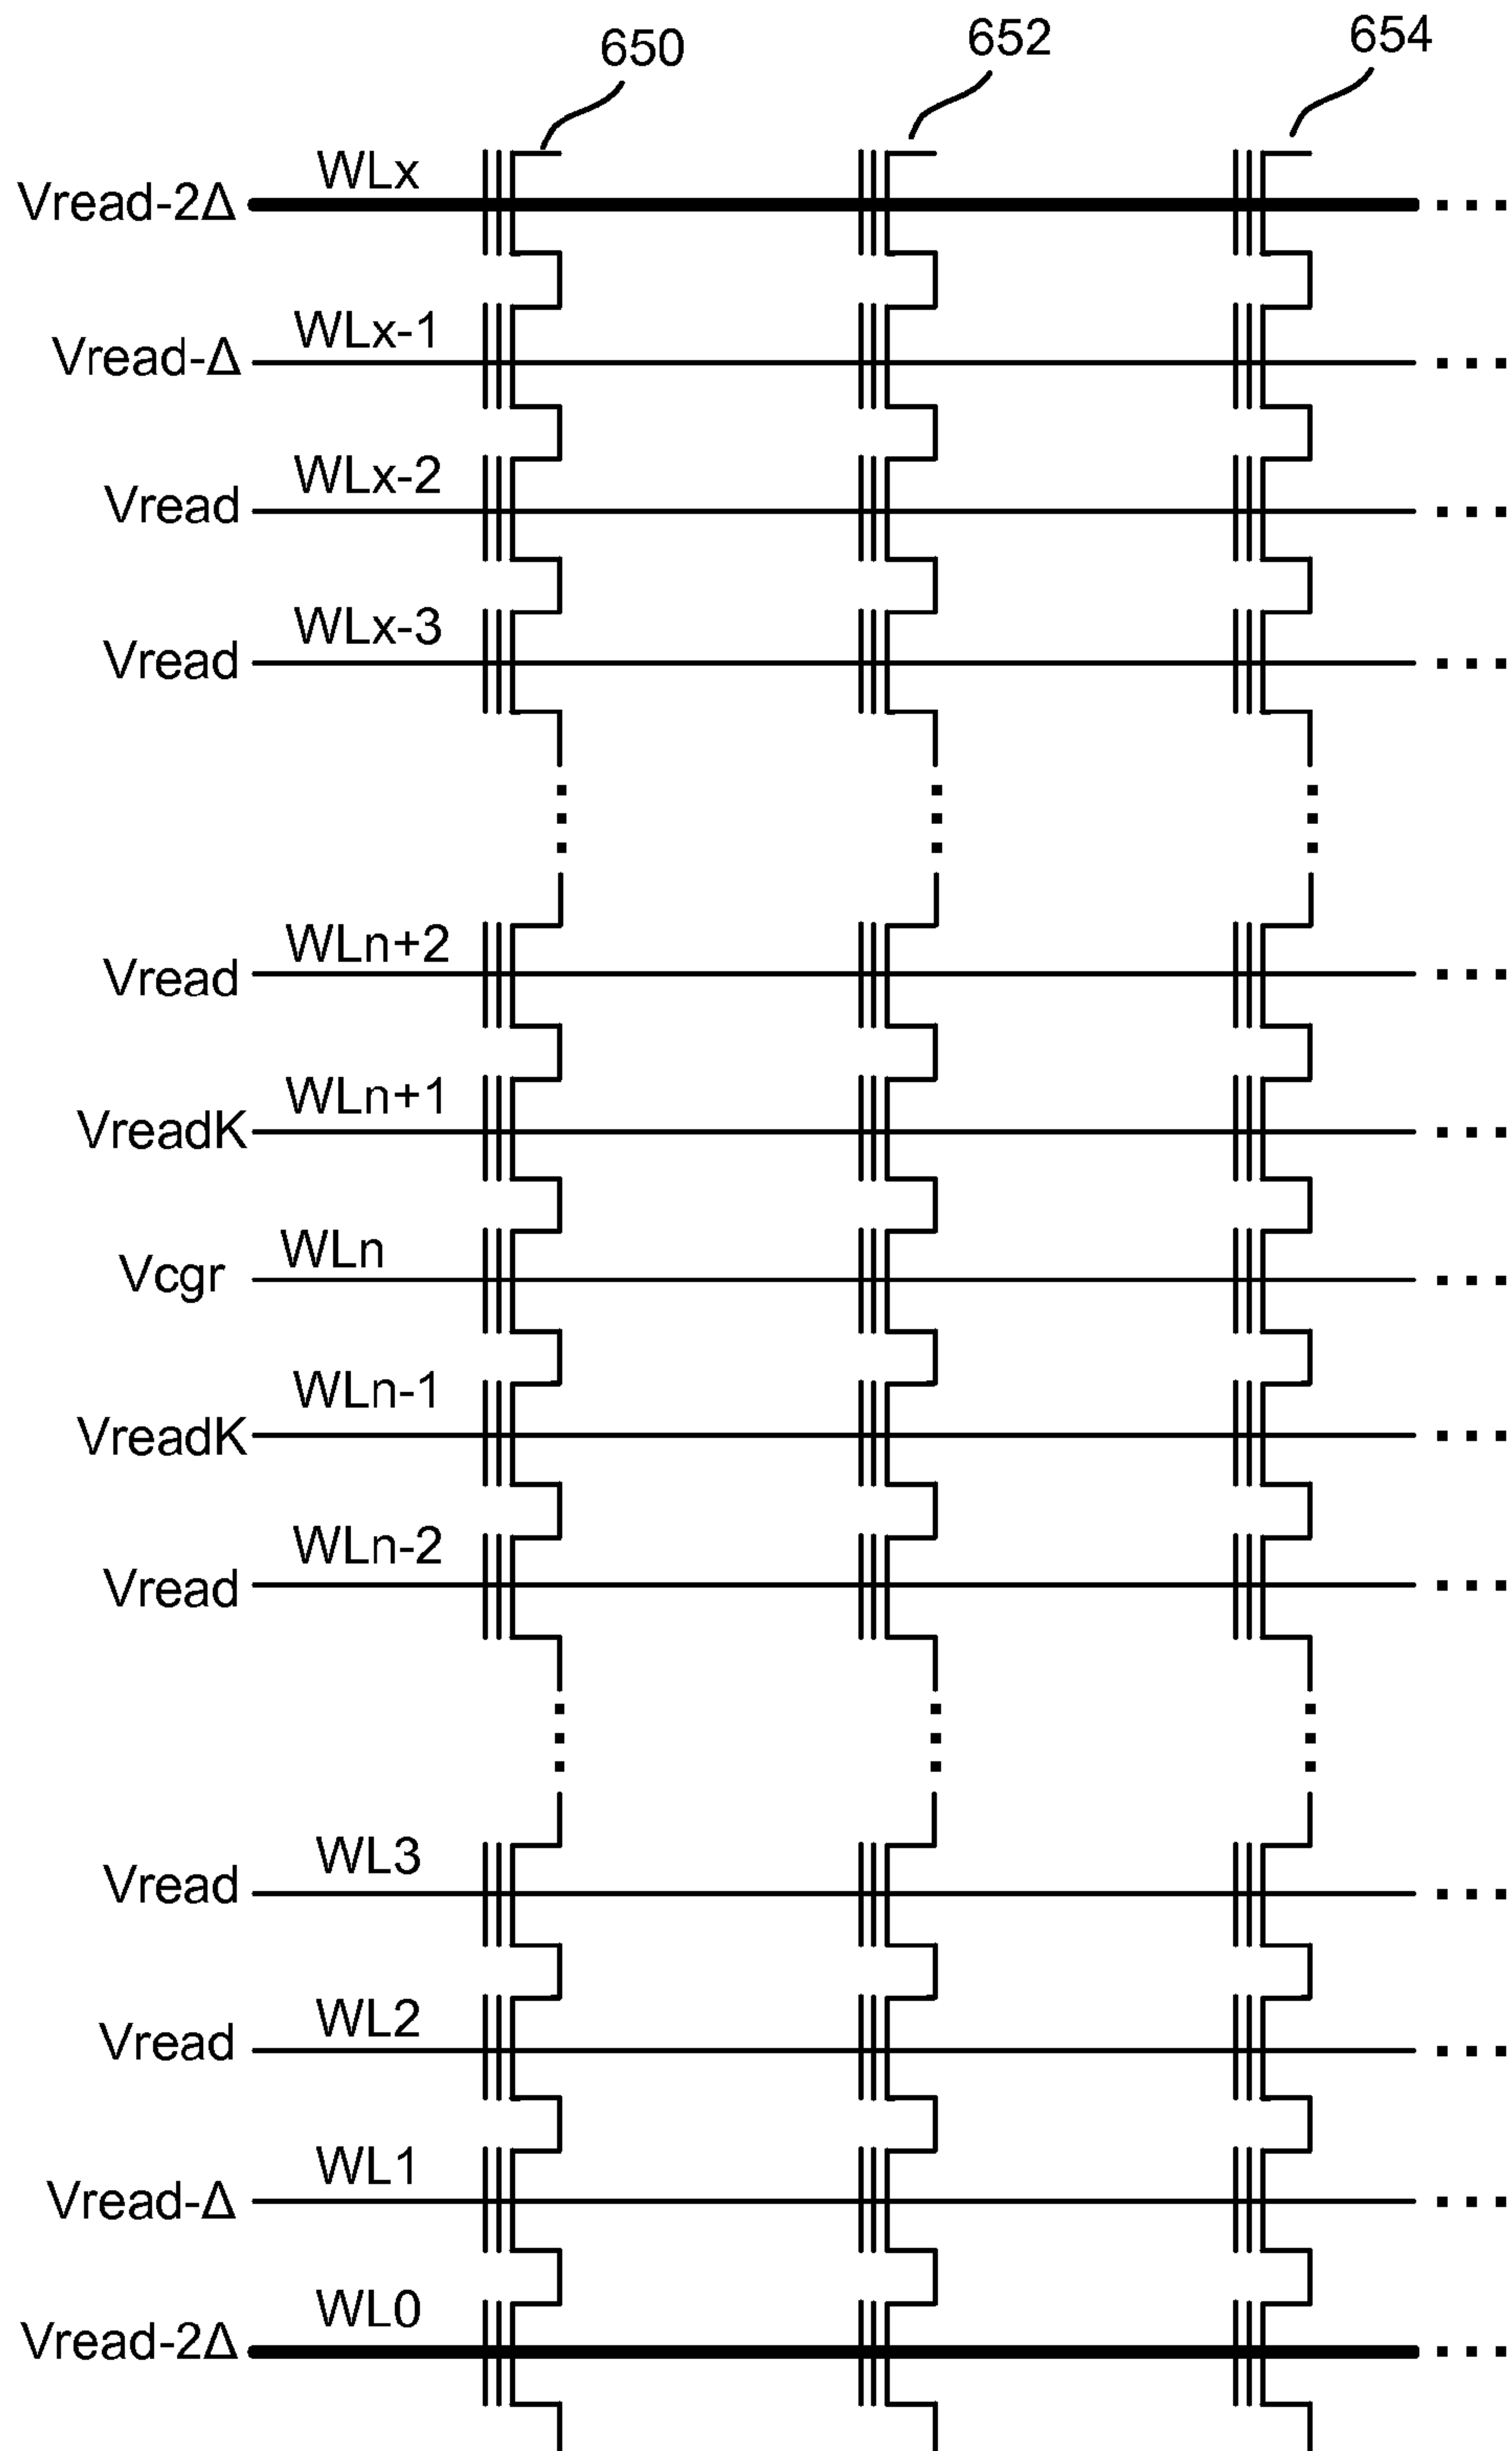 650 652 654
WLx
Vread-2Δ
WLx-1
Vread-Δ
WLx-2
Vread
WLx-3
Vread
WLn+2
Vread
WLn+1
VreadK
WLn
Vcgr
WLn-1
VreadK
WLn-2
Vread
WL3
Vread
WL2
Vread
WL1
Vread-Δ
WL0
Vread-2Δ